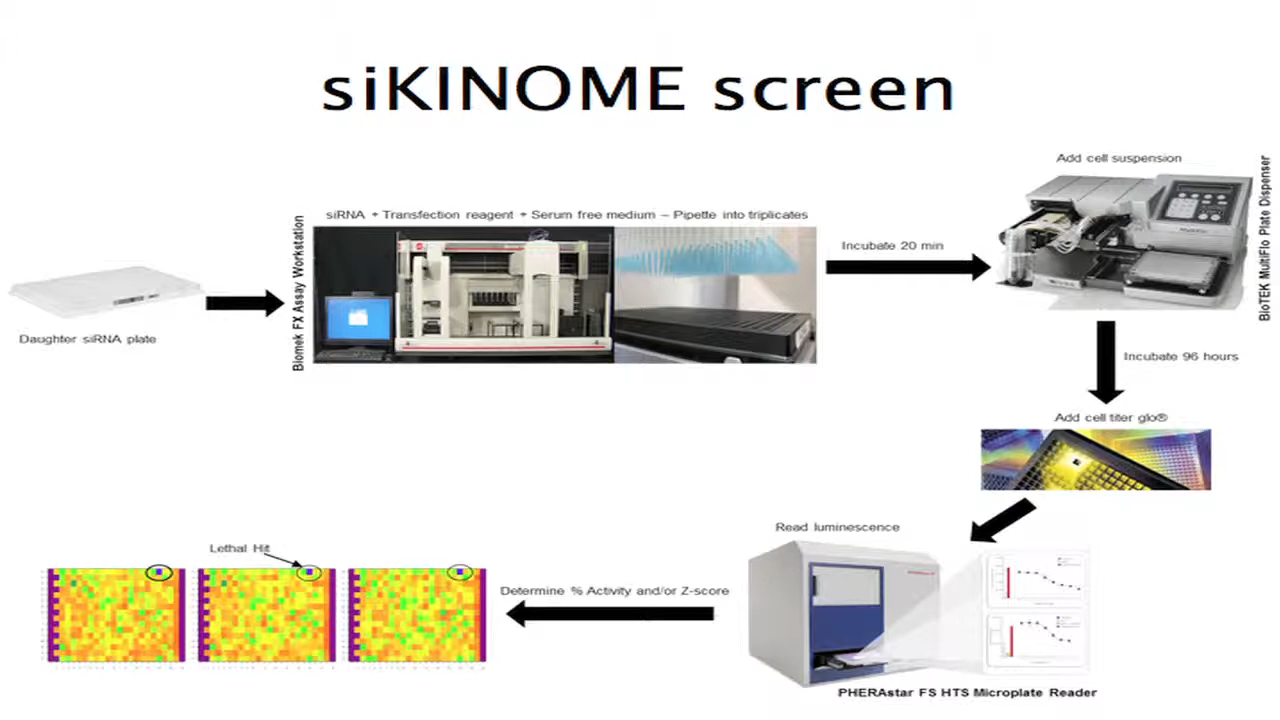 siKINOME screen
Add cell suspension
siRNA + Transfection reagent + Serum free medium – Pipette into triplicates
Biomek FX Assay Workstation
Incubate 20 min
BioTEK MultiFlo Plate Dispenser
Daughter siRNA plate
Incubate 96 hours
Add cell titer glo®
Read luminescence
Lethal Hit
Determine % Activity and/or Z-score
PHERAstar FS HTS Microplate Reader